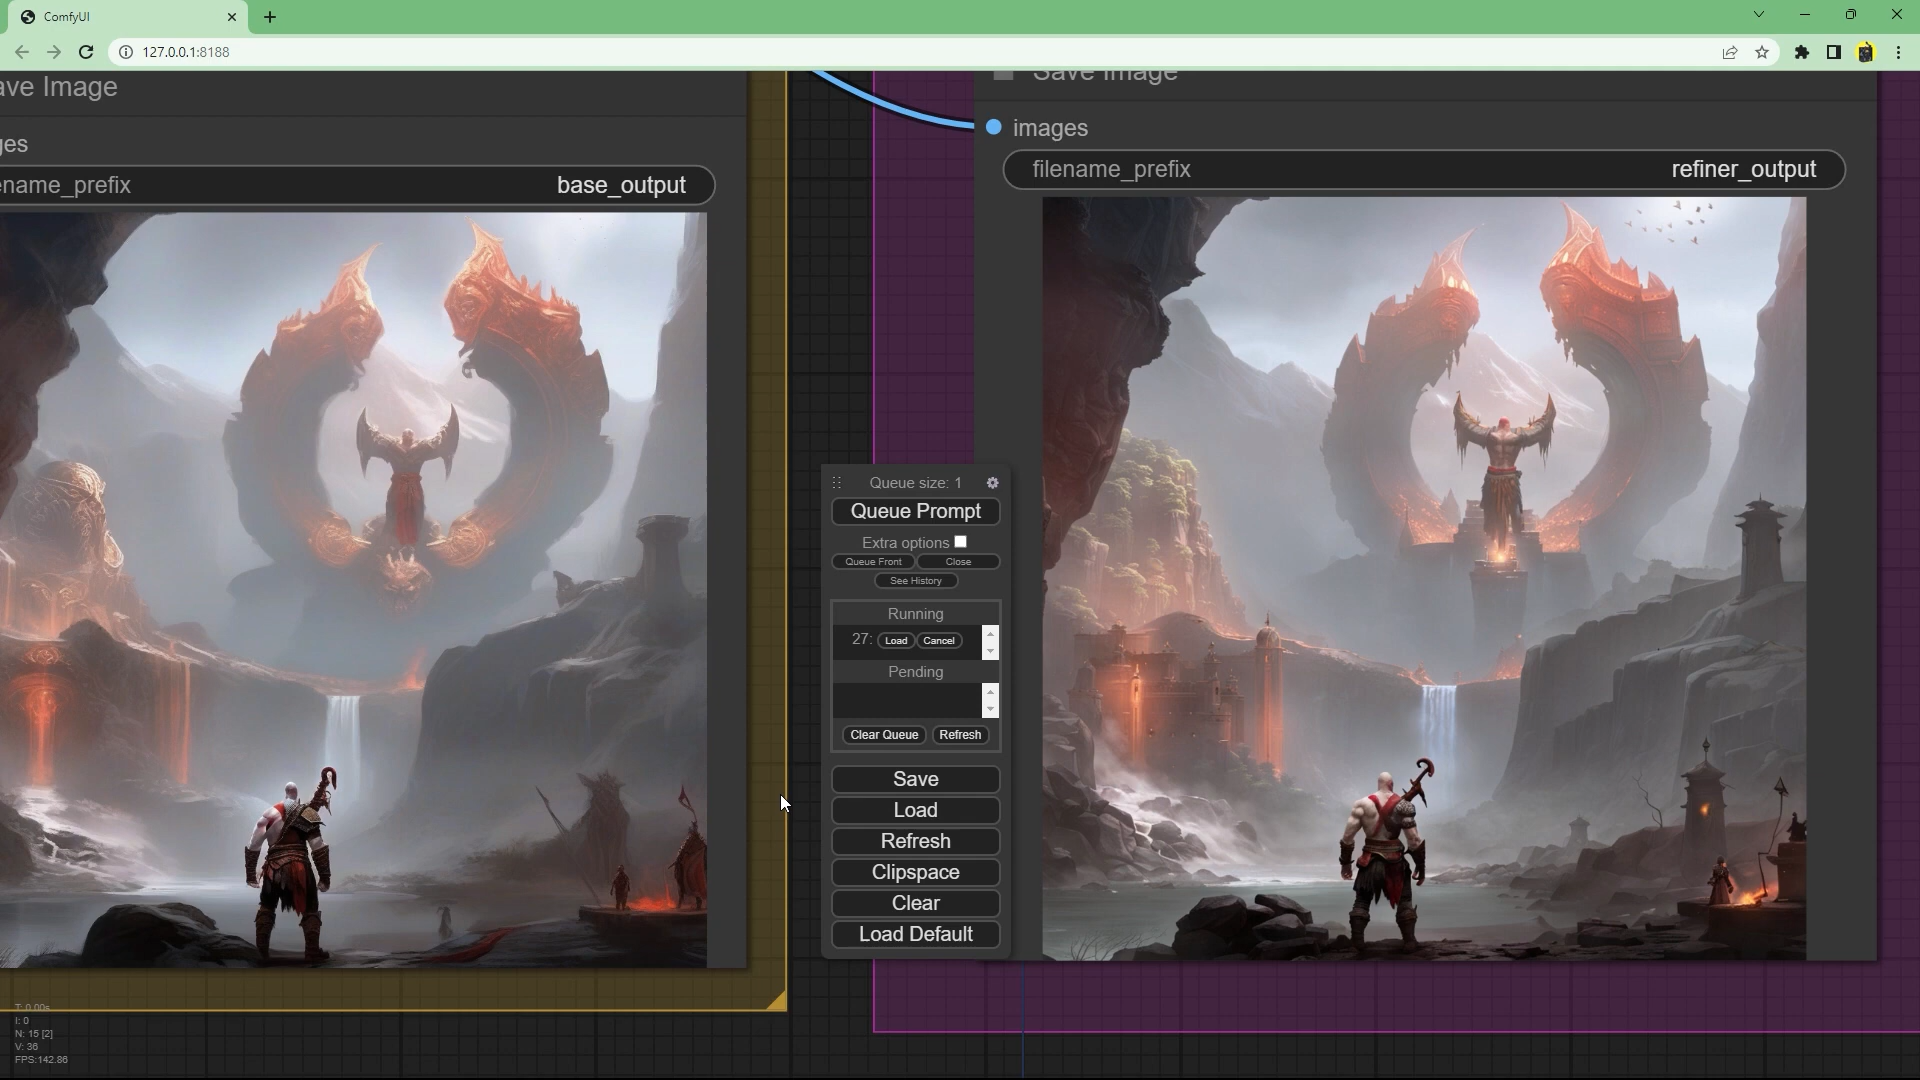 ComfyUI
127.0.0.1:8188
ave Image
ges
ename_prefix
base_output
Save Image
images
filename_prefix
refiner_output
Queue size: 1
Queue Prompt
Extra options
Queue Front
Close
See History
Running
27:
Load
Cancel
Pending
Clear Queue
Refresh
Save
Load
Refresh
Clipspace
Clear
Load Default
T: 0.00s
I: 0
N: 15 [2]
V: 36
FPS:142.86